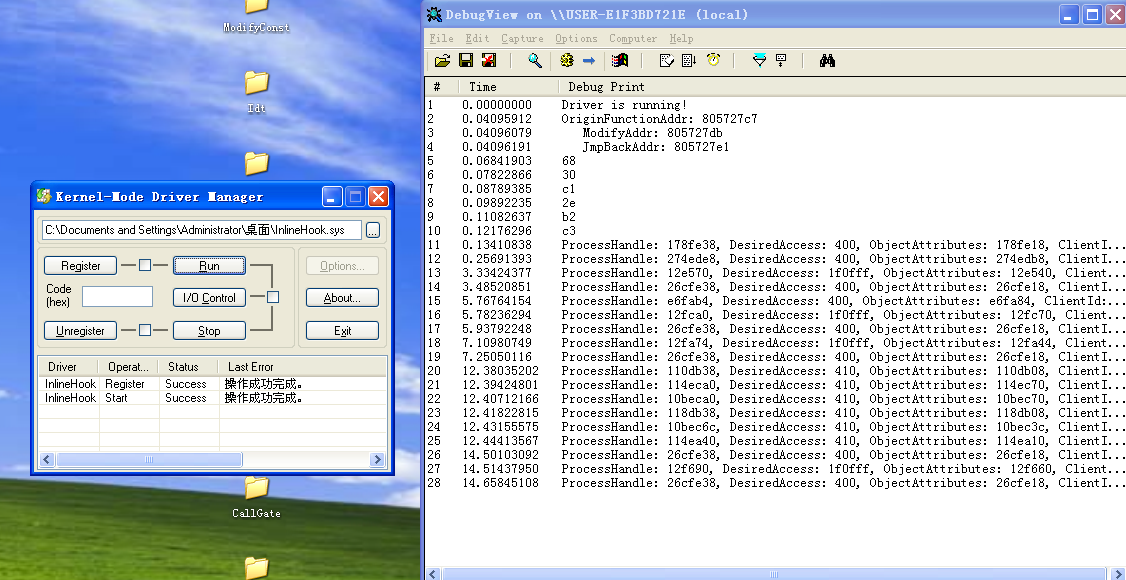 ModifyConst
Idt
Kernel-Mode Driver Manager
C:\Documents and Settings\Administrator\桌面\InlineHook.sys
...
Register
Run
Options...
Code
(hex)
I/O Control
About...
Unregister
Stop
Exit
Driver Operat... Status Last Error
InlineHook Register Success 操作成功完成。
InlineHook Start Success 操作成功完成。
CallGate
DebugView on \\USER-E1F3BD721E (local)
File Edit Capture Options Computer Help
# Time Debug Print
1 0.00000000 Driver is running!
2 0.04095912 OriginFunctionAddr: 805727c7
3 0.04096079 ModifyAddr: 805727db
4 0.04096191 JmpBackAddr: 805727e1
5 0.06841903 68
6 0.07822866 30
7 0.08789385 c1
8 0.09892235 2e
9 0.11082637 b2
10 0.12176296 c3
11 0.13410838 ProcessHandle: 178fe38, DesiredAccess: 400, ObjectAttributes: 178fe18, ClientI...
12 0.25691393 ProcessHandle: 274ede8, DesiredAccess: 400, ObjectAttributes: 274edb8, ClientI...
13 3.33424377 ProcessHandle: 12e570, DesiredAccess: 1f0fff, ObjectAttributes: 12e540, Client...
14 3.48520851 ProcessHandle: 26cfe38, DesiredAccess: 400, ObjectAttributes: 26cfe18, ClientI...
15 5.76764154 ProcessHandle: e6fab4, DesiredAccess: 400, ObjectAttributes: e6fa84, ClientId:...
16 5.78236294 ProcessHandle: 12fca0, DesiredAccess: 1f0fff, ObjectAttributes: 12fc70, Client...
17 5.93792248 ProcessHandle: 26cfe38, DesiredAccess: 400, ObjectAttributes: 26cfe18, ClientI...
18 7.10980749 ProcessHandle: 12fa74, DesiredAccess: 1f0fff, ObjectAttributes: 12fa44, Client...
19 7.25050116 ProcessHandle: 26cfe38, DesiredAccess: 400, ObjectAttributes: 26cfe18, ClientI...
20 12.38035202 ProcessHandle: 110db38, DesiredAccess: 410, ObjectAttributes: 110db08, ClientI...
21 12.39424801 ProcessHandle: 114eca0, DesiredAccess: 410, ObjectAttributes: 114ec70, ClientI...
22 12.40712166 ProcessHandle: 10beca0, DesiredAccess: 410, ObjectAttributes: 10bec70, ClientI...
23 12.41822815 ProcessHandle: 118db38, DesiredAccess: 410, ObjectAttributes: 118db08, ClientI...
24 12.43155575 ProcessHandle: 10bec6c, DesiredAccess: 410, ObjectAttributes: 10bec3c, ClientI...
25 12.44413567 ProcessHandle: 114ea40, DesiredAccess: 410, ObjectAttributes: 114ea10, ClientI...
26 14.50103092 ProcessHandle: 26cfe38, DesiredAccess: 400, ObjectAttributes: 26cfe18, ClientI...
27 14.51437950 ProcessHandle: 12f690, DesiredAccess: 1f0fff, ObjectAttributes: 12f660, Client...
28 14.65845108 ProcessHandle: 26cfe38, DesiredAccess: 400, ObjectAttributes: 26cfe18, ClientI...